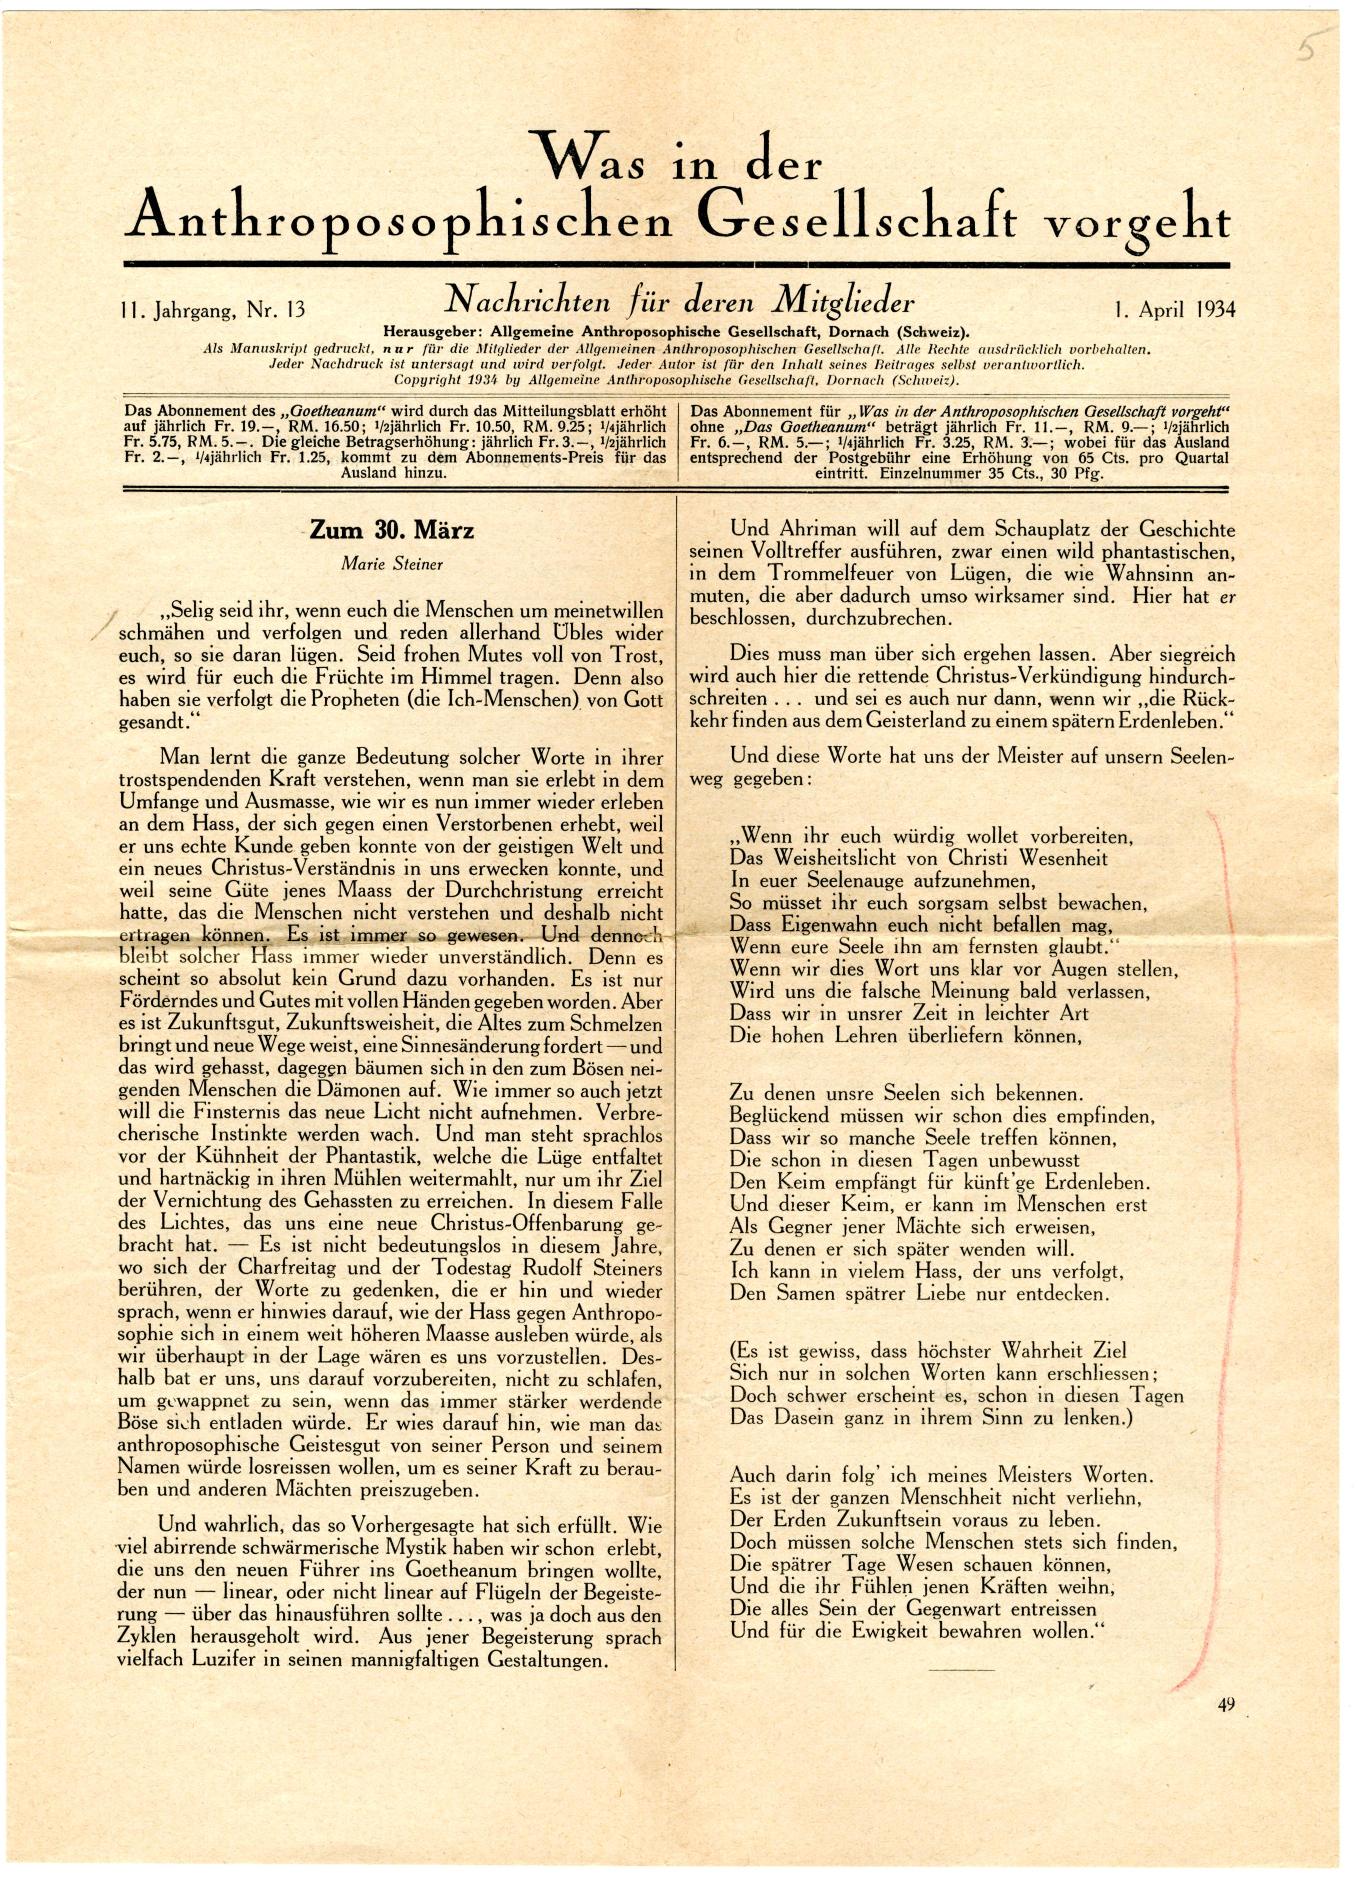 5
Was in der
Anthroposophischen Gesellschaft vorgeht
11. Jahrgang, Nr. 13
Nachrichten für deren Mitglieder
1. April 1934
Herausgeber: Allgemeine Anthroposophische Gesellschaft, Dornach (Schweiz).
Als Manuskript gedruckt, nur für die Mitglieder der Allgemeinen Anthroposophischen Gesellschaft. Alle Rechte ausdrücklich vorbehalten.
Jeder Nachdruck ist untersagt und wird verfolgt. Jeder Autor ist für den Inhalt seines Beitrages selbst verantwortlich.
Copyright 1934 by Allgemeine Anthroposophische Gesellschaft, Dornach (Schweiz).
Das Abonnement des „Goetheanum“ wird durch das Mitteilungsblatt erhöht
auf jährlich Fr. 19.—, RM. 16.50; 1/2jährlich Fr. 10.50, RM. 9.25; 1/4jährlich
Fr. 5.75, RM. 5.—. Die gleiche Betragserhöhung: jährlich Fr. 3.—, 1/2jährlich
Fr. 2.—, 1/4jährlich Fr. 1.25, kommt zu dem Abonnements-Preis für das
Ausland hinzu.
Das Abonnement für „Was in der Anthroposophischen Gesellschaft vorgeht“
ohne „Das Goetheanum“ beträgt jährlich Fr. 11.—, RM. 9.—; 1/2jährlich
Fr. 6.—, RM. 5.—; 1/4jährlich Fr. 3.25, RM. 3.—; wobei für das Ausland
entsprechend der Postgebühr eine Erhöhung von 65 Cts. pro Quartal
eintritt. Einzelnummer 35 Cts., 30 Pfg.
Zum 30. März
Marie Steiner
„Selig seid ihr, wenn euch die Menschen um meinetwillen
schmähen und verfolgen und reden allerhand Übles wider
euch, so sie daran lügen. Seid frohen Mutes voll von Trost,
es wird für euch die Früchte im Himmel tragen. Denn also
haben sie verfolgt die Propheten (die Ich-Menschen) von Gott
gesandt.“
Man lernt die ganze Bedeutung solcher Worte in ihrer
trostspendenden Kraft verstehen, wenn man sie erlebt in dem
Umfange und Ausmasse, wie wir es nun immer wieder erleben
an dem Hass, der sich gegen einen Verstorbenen erhebt, weil
er uns echte Kunde geben konnte von der geistigen Welt und
ein neues Christus-Verständnis in uns erwecken konnte, und
weil seine Güte jenes Maass der Durchchristung erreicht
hatte, das die Menschen nicht verstehen und deshalb nicht
ertragen können. Es ist immer so gewesen. Und dennoch
bleibt solcher Hass immer wieder unverständlich. Denn es
scheint so absolut kein Grund dazu vorhanden. Es ist nur
Förderndes und Gutes mit vollen Händen gegeben worden. Aber
es ist Zukunftsgut, Zukunftsweisheit, die Altes zum Schmelzen
bringt und neue Wege weist, eine Sinnesänderung fordert — und
das wird gehasst, dagegen bäumen sich in den zum Bösen nei-
genden Menschen die Dämonen auf. Wie immer so auch jetzt
will die Finsternis das neue Licht nicht aufnehmen. Verbre-
cherische Instinkte werden wach. Und man steht sprachlos
vor der Kühnheit der Phantastik, welche die Lüge entfaltet
und hartnäckig in ihren Mühlen weitermahlt, nur um ihr Ziel
der Vernichtung des Gehassten zu erreichen. In diesem Falle
des Lichtes, das uns eine neue Christus-Offenbarung ge-
bracht hat. — Es ist nicht bedeutungslos in diesem Jahre,
wo sich der Charfreitag und der Todestag Rudolf Steiners
berühren, der Worte zu gedenken, die er hin und wieder
sprach, wenn er hinwies darauf, wie der Hass gegen Anthropo-
sophie sich in einem weit höheren Maasse ausleben würde, als
wir überhaupt in der Lage wären es uns vorzustellen. Des-
halb bat er uns, uns darauf vorzubereiten, nicht zu schlafen,
um gewappnet zu sein, wenn das immer stärker werdende
Böse sich entladen würde. Er wies darauf hin, wie man das
anthroposophische Geistesgut von seiner Person und seinem
Namen würde losreissen wollen, um es seiner Kraft zu berau-
ben und anderen Mächten preiszugeben.
Und wahrlich, das so Vorhergesagte hat sich erfüllt. Wie
viel abirrende schwärmerische Mystik haben wir schon erlebt,
die uns den neuen Führer ins Goetheanum bringen wollte,
der nun — linear, oder nicht linear auf Flügeln der Begeiste-
rung — über das hinausführen sollte . . ., was ja doch aus den
Zyklen herausgeholt wird. Aus jener Begeisterung sprach
vielfach Luzifer in seinen mannigfaltigen Gestaltungen.
Und Ahriman will auf dem Schauplatz der Geschichte
seinen Volltreffer ausführen, zwar einen wild phantastischen,
in dem Trommelfeuer von Lügen, die wie Wahnsinn an-
muten, die aber dadurch umso wirksamer sind. Hier hat er
beschlossen, durchzubrechen.
Dies muss man über sich ergehen lassen. Aber siegreich
wird auch hier die rettende Christus-Verkündigung hindurch-
schreiten . . . und sei es auch nur dann, wenn wir „die Rück-
kehr finden aus dem Geisterland zu einem spätern Erdenleben.“
Und diese Worte hat uns der Meister auf unsern Seelen-
weg gegeben:
„Wenn ihr euch würdig wollet vorbereiten,
Das Weisheitslicht von Christi Wesenheit
In euer Seelenauge aufzunehmen,
So müsset ihr euch sorgsam selbst bewachen,
Dass Eigenwahn euch nicht befallen mag,
Wenn eure Seele ihn am fernsten glaubt.“
Wenn wir dies Wort uns klar vor Augen stellen,
Wird uns die falsche Meinung bald verlassen,
Dass wir in unsrer Zeit in leichter Art
Die hohen Lehren überliefern können,
Zu denen unsre Seelen sich bekennen.
Beglückend müssen wir schon dies empfinden,
Dass wir so manche Seele treffen können,
Die schon in diesen Tagen unbewusst
Den Keim empfängt für künft'ge Erdenleben.
Und dieser Keim, er kann im Menschen erst
Als Gegner jener Mächte sich erweisen,
Zu denen er sich später wenden will.
Ich kann in vielem Hass, der uns verfolgt,
Den Samen spätrer Liebe nur entdecken.
(Es ist gewiss, dass höchster Wahrheit Ziel
Sich nur in solchen Worten kann erschliessen;
Doch schwer erscheint es, schon in diesen Tagen
Das Dasein ganz in ihrem Sinn zu lenken.)
Auch darin folg' ich meines Meisters Worten.
Es ist der ganzen Menschheit nicht verliehn,
Der Erden Zukunftsein voraus zu leben.
Doch müssen solche Menschen stets sich finden,
Die spätrer Tage Wesen schauen können,
Und die ihr Fühlen jenen Kräften weihn,
Die alles Sein der Gegenwart entreissen
Und für die Ewigkeit bewahren wollen.“
49